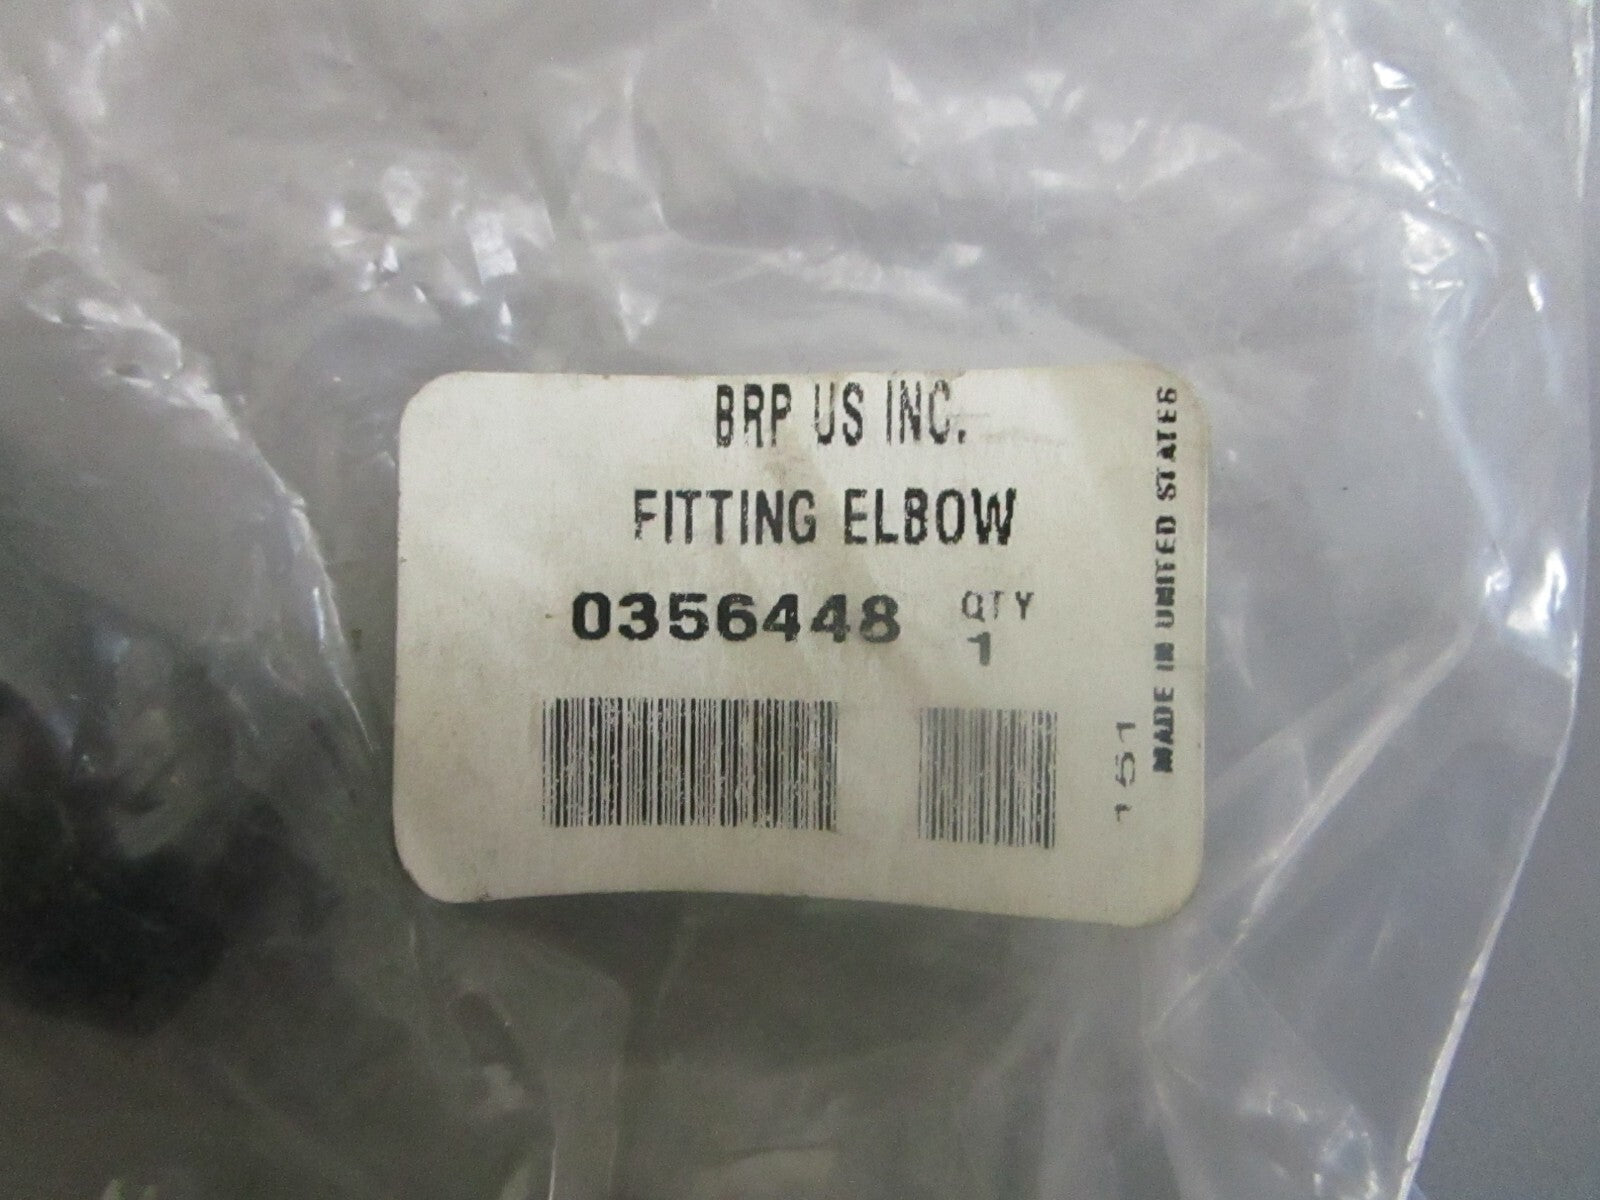 BRP US INC.
FITTING ELBOW
0356448
QTY
1
151
MADE IN UNITED STATES